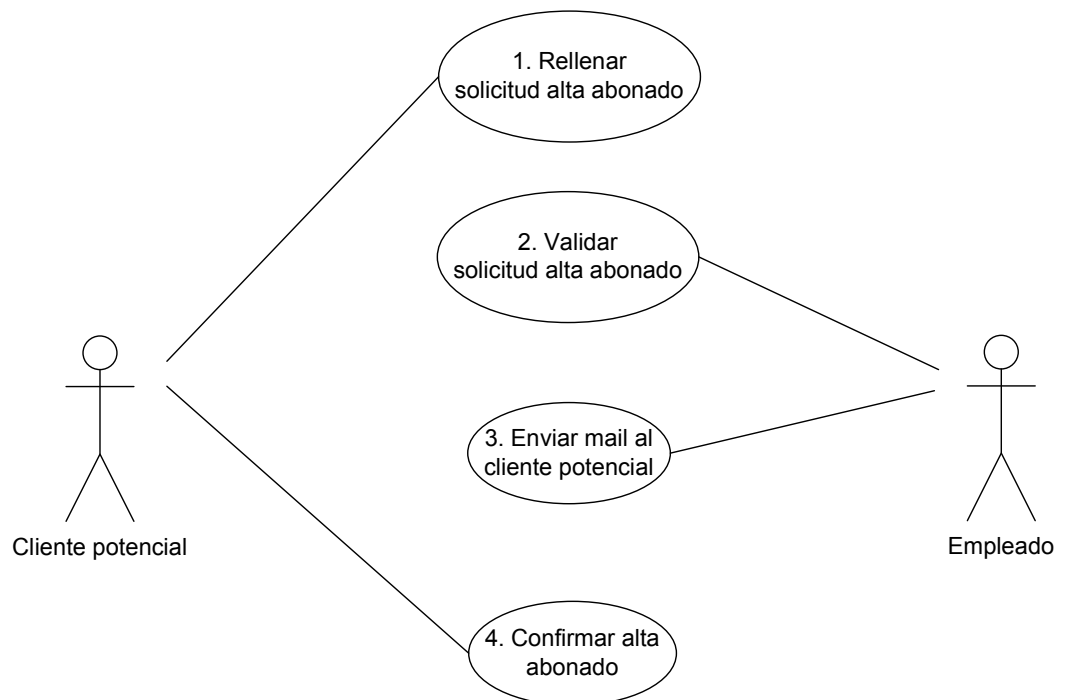 1. Rellenar
solicitud alta abonado
2. Validar
solicitud alta abonado
3. Enviar mail al
cliente potencial
Cliente potencial
Empleado
4. Confirmar alta
abonado